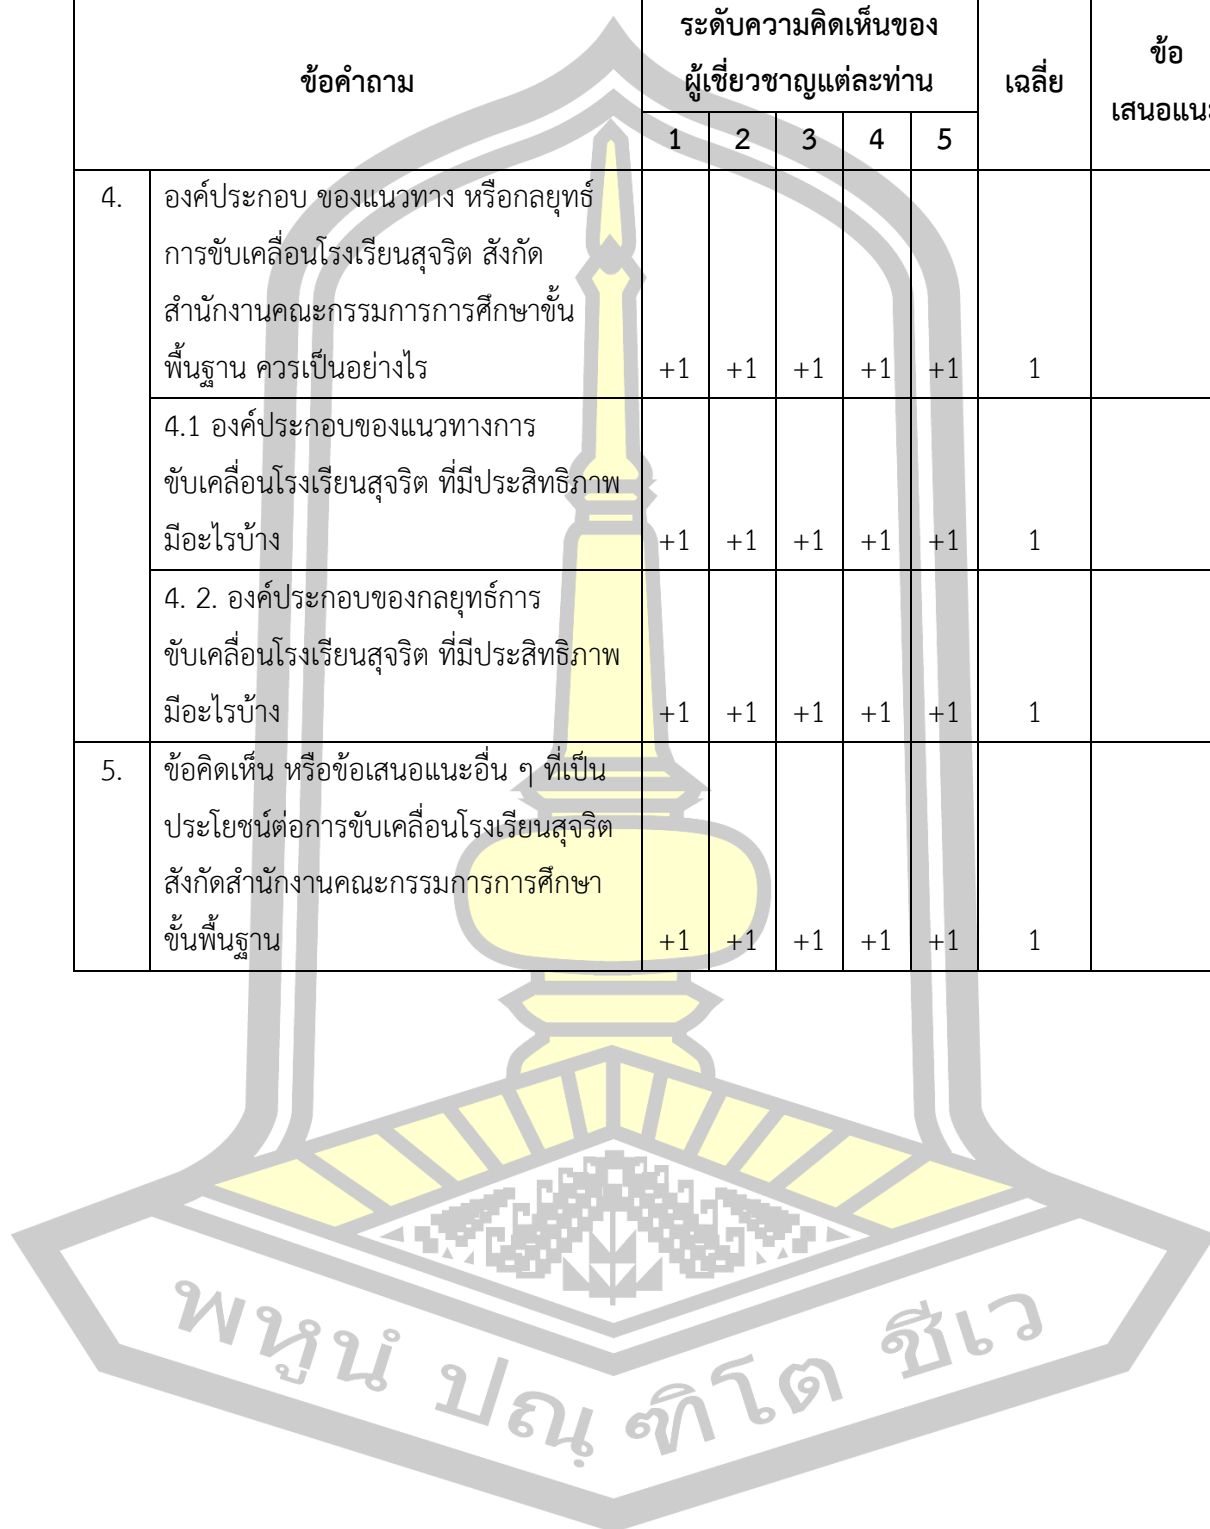 ข้อคำถาม
ระดับความคิดเห็นของ
ผู้เชี่ยวชาญแต่ละท่าน
เฉลี่ย
ข้อ
เสนอแนะ
1 2 3 4 5
4. องค์ประกอบ ของแนวทาง หรือกลยุทธ์
การขับเคลื่อนโรงเรียนสุจริต สังกัด
สำนักงานคณะกรรมการการศึกษาขั้น
พื้นฐาน ควรเป็นอย่างไร +1 +1 +1 +1 +1 1
4.1 องค์ประกอบของแนวทางการ
ขับเคลื่อนโรงเรียนสุจริต ที่มีประสิทธิภาพ
มีอะไรบ้าง +1 +1 +1 +1 +1 1
4. 2. องค์ประกอบของกลยุทธ์การ
ขับเคลื่อนโรงเรียนสุจริต ที่มีประสิทธิภาพ
มีอะไรบ้าง +1 +1 +1 +1 +1 1
5. ข้อคิดเห็น หรือข้อเสนอแนะอื่น ๆ ที่เป็น
ประโยชน์ต่อการขับเคลื่อนโรงเรียนสุจริต
สังกัดสำนักงานคณะกรรมการการศึกษา
ขั้นพื้นฐาน +1 +1 +1 +1 +1 1
พหูนํ ปณฺฑิโต ชีเว